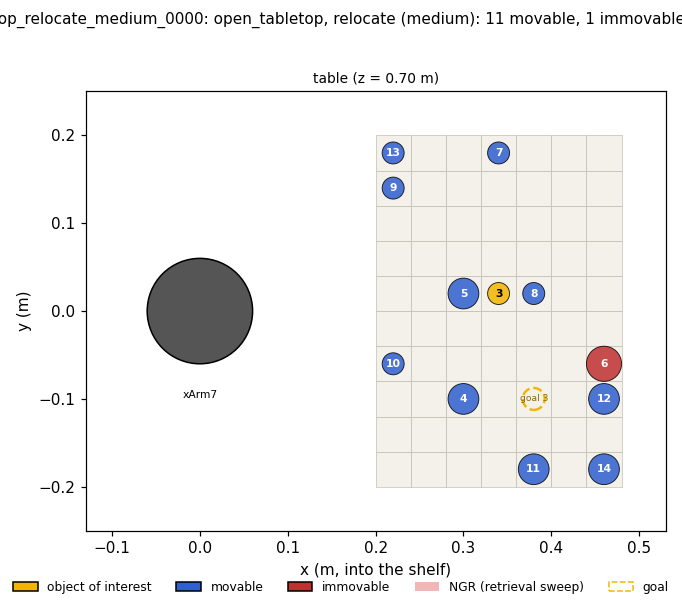 op_relocate_medium_0000: open_tabletop, relocate (medium): 11 movable, 1 immovable
table (z = 0.70 m)
y (m)
0.2
0.1
0.0
−0.1
−0.2
13
7
9
5
3
8
10
6
4
goal 3
12
11
14
xArm7
−0.1
0.0
0.1
0.2
0.3
0.4
0.5
x (m, into the shelf)
object of interest
movable
immovable
NGR (retrieval sweep)
goal